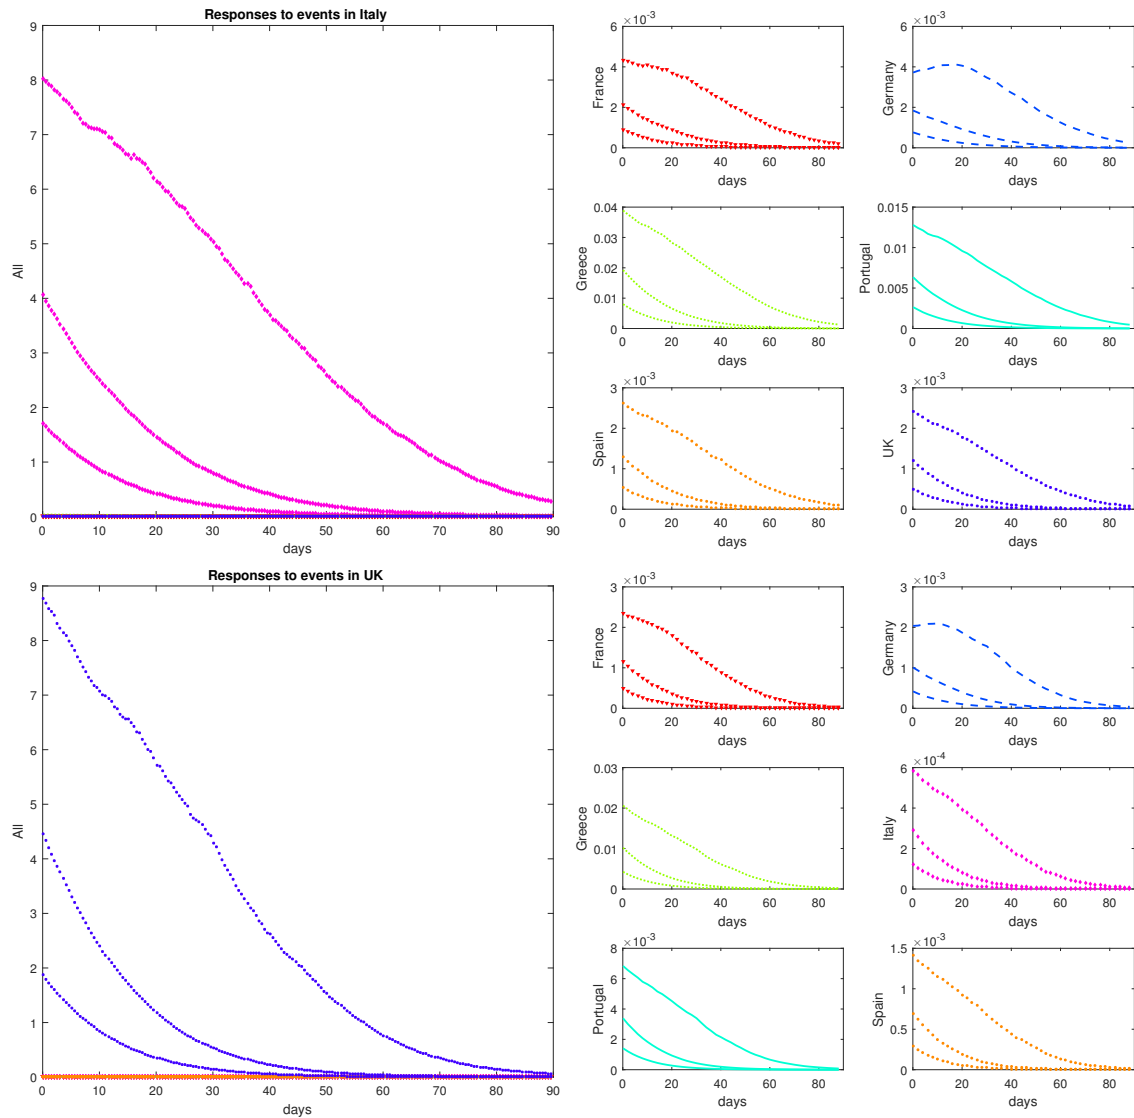 Responses to events in Italy
9
8
7
6
5
4
3
2
1
0
All
0 10 20 30 40 50 60 70 80 90
days
×10⁻³
6
4
2
0
France
0 20 40 60 80
days
×10⁻³
6
4
2
0
Germany
0 20 40 60 80
days
0.04
0.03
0.02
0.01
0
Greece
0 20 40 60 80
days
0.015
0.01
0.005
0
Portugal
0 20 40 60 80
days
×10⁻³
3
2
1
0
Spain
0 20 40 60 80
days
×10⁻³
3
2
1
0
UK
0 20 40 60 80
days
Responses to events in UK
9
8
7
6
5
4
3
2
1
0
All
0 10 20 30 40 50 60 70 80 90
days
×10⁻³
3
2
1
0
France
0 20 40 60 80
days
×10⁻³
3
2
1
0
Germany
0 20 40 60 80
days
0.03
0.02
0.01
0
Greece
0 20 40 60 80
days
×10⁻⁴
6
4
2
0
Italy
0 20 40 60 80
days
×10⁻³
8
6
4
2
0
Portugal
0 20 40 60 80
days
×10⁻³
1.5
1
0.5
0
Spain
0 20 40 60 80
days